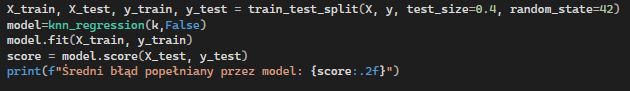 X_train, X_test, y_train, y_test = train_test_split(X, y, test_size=0.4, random_state=42)
model=knn_regression(k,False)
model.fit(X_train, y_train)
score = model.score(X_test, y_test)
print(f"Średni błąd popełniany przez model: {score:.2f}")